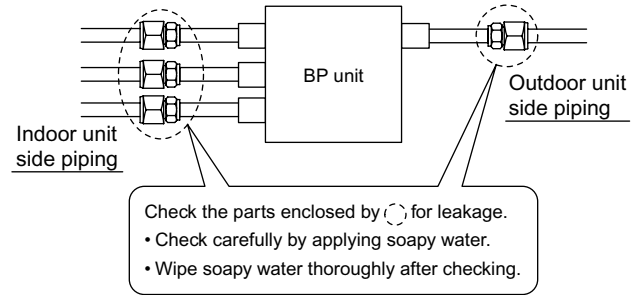 BP unit
Outdoor unit
side piping
Indoor unit
side piping
Check the parts enclosed by for leakage.
• Check carefully by applying soapy water.
• Wipe soapy water thoroughly after checking.